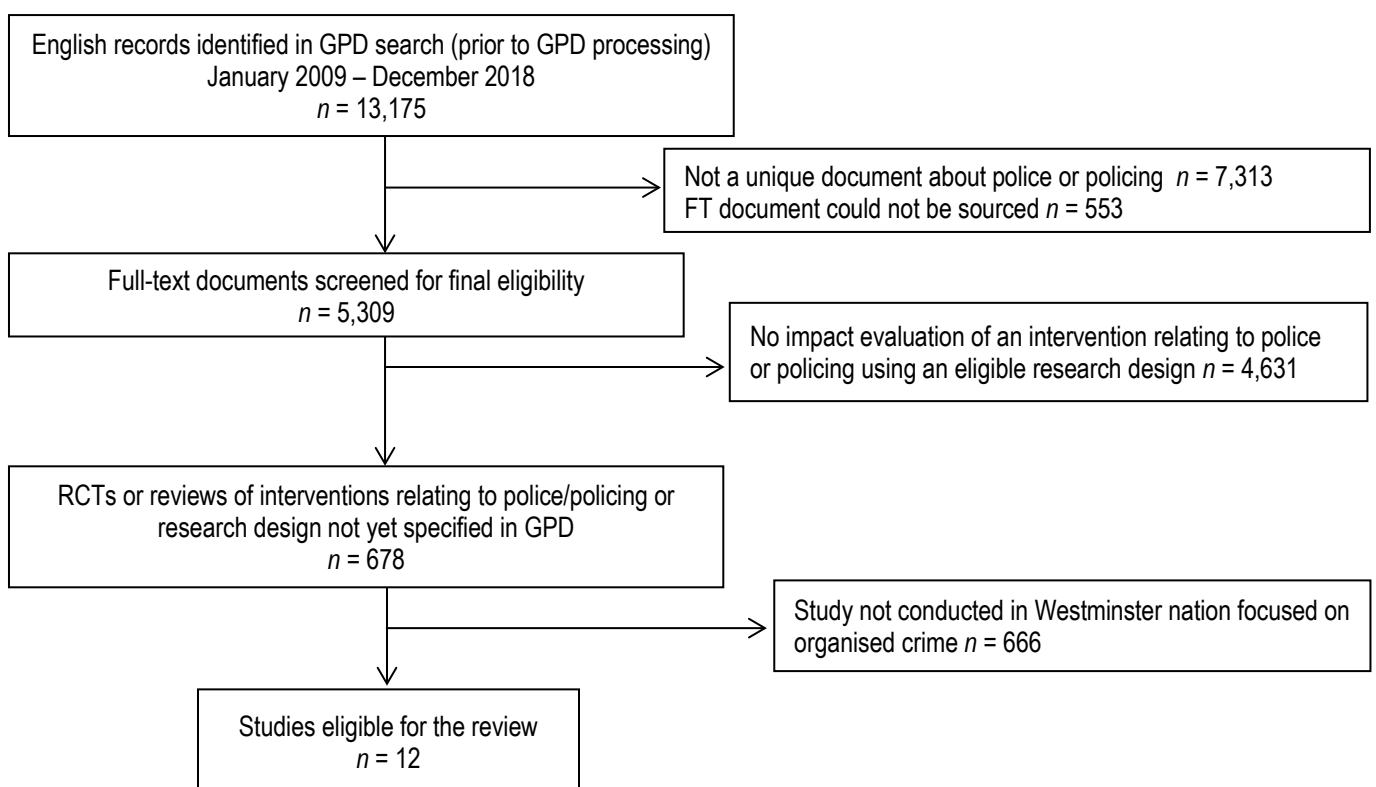 English records identified in GPD search (prior to GPD processing)
January 2009 – December 2018
n = 13,175
Not a unique document about police or policing n = 7,313
FT document could not be sourced n = 553
Full-text documents screened for final eligibility
n = 5,309
No impact evaluation of an intervention relating to police
or policing using an eligible research design n = 4,631
RCTs or reviews of interventions relating to police/policing or
research design not yet specified in GPD
n = 678
Study not conducted in Westminster nation focused on
organised crime n = 666
Studies eligible for the review
n = 12